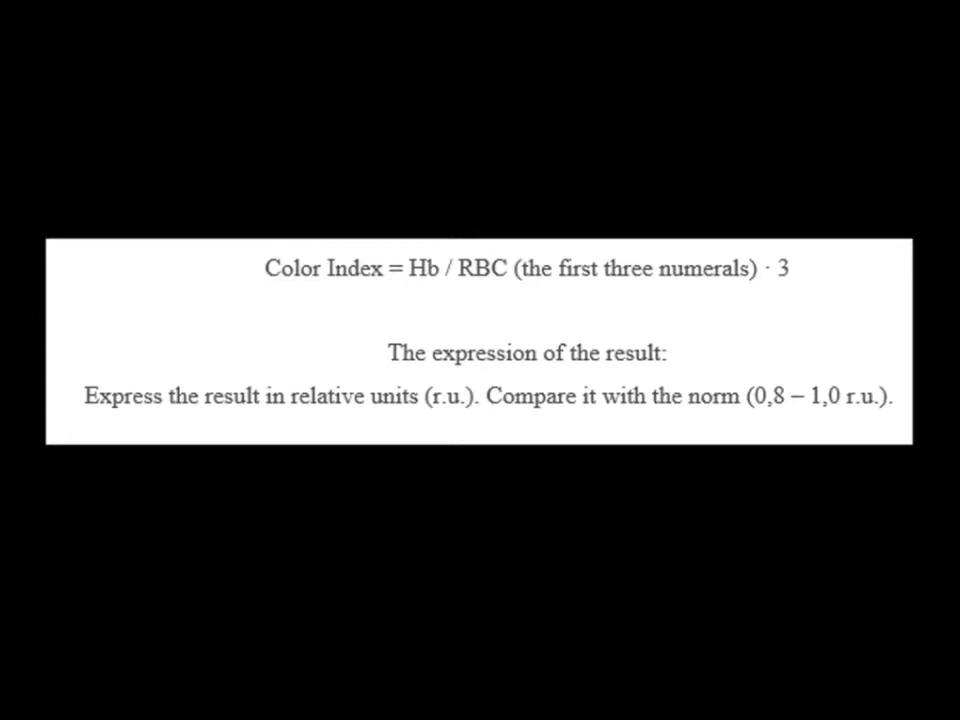 Color Index = Hb / RBC (the first three numerals) · 3
The expression of the result:
Express the result in relative units (r.u.). Compare it with the norm (0,8 – 1,0 r.u.).